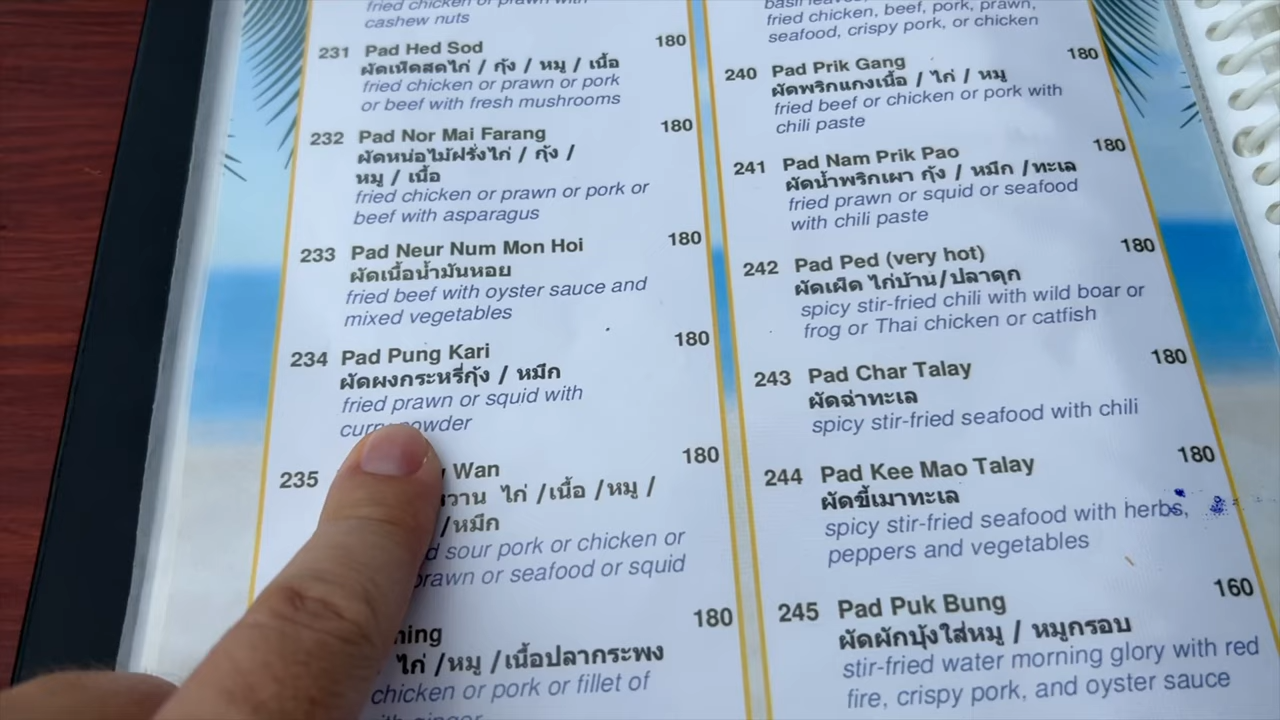 fried chicken or prawn with
cashew nuts
231 Pad Hed Sod 180
ผัดเห็ดสดไก่ / กุ้ง / หมู / เนื้อ
fried chicken or prawn or pork
or beef with fresh mushrooms
232 Pad Nor Mai Farang 180
ผัดหน่อไม้ฝรั่งไก่ / กุ้ง /
หมู / เนื้อ
fried chicken or prawn or pork or
beef with asparagus
233 Pad Neur Num Mon Hoi 180
ผัดเนื้อน้ำมันหอย
fried beef with oyster sauce and
mixed vegetables
234 Pad Pung Kari 180
ผัดผงกระหรี่กุ้ง / หมึก
fried prawn or squid with
curry powder
235 Wan 180
หวาน ไก่ /เนื้อ /หมู /
/หมึก
sour pork or chicken or
prawn or seafood or squid
180
ไก่ /หมู /เนื้อปลากระพง
chicken or pork or fillet of
with ginger
basil leaves,
fried chicken, beef, pork, prawn,
seafood, crispy pork, or chicken
240 Pad Prik Gang 180
ผัดพริกแกงเนื้อ / ไก่ / หมู
fried beef or chicken or pork with
chili paste
241 Pad Nam Prik Pao 180
ผัดน้ำพริกเผา กุ้ง / หมึก /ทะเล
fried prawn or squid or seafood
with chili paste
242 Pad Ped (very hot) 180
ผัดเผ็ด ไก่บ้าน/ปลาดุก
spicy stir-fried chili with wild boar or
frog or Thai chicken or catfish
243 Pad Char Talay 180
ผัดฉ่าทะเล
spicy stir-fried seafood with chili
244 Pad Kee Mao Talay 180
ผัดขี้เมาทะเล
spicy stir-fried seafood with herbs,
peppers and vegetables
245 Pad Puk Bung 160
ผัดผักบุ้งใส่หมู / หมูกรอบ
stir-fried water morning glory with red
fire, crispy pork, and oyster sauce